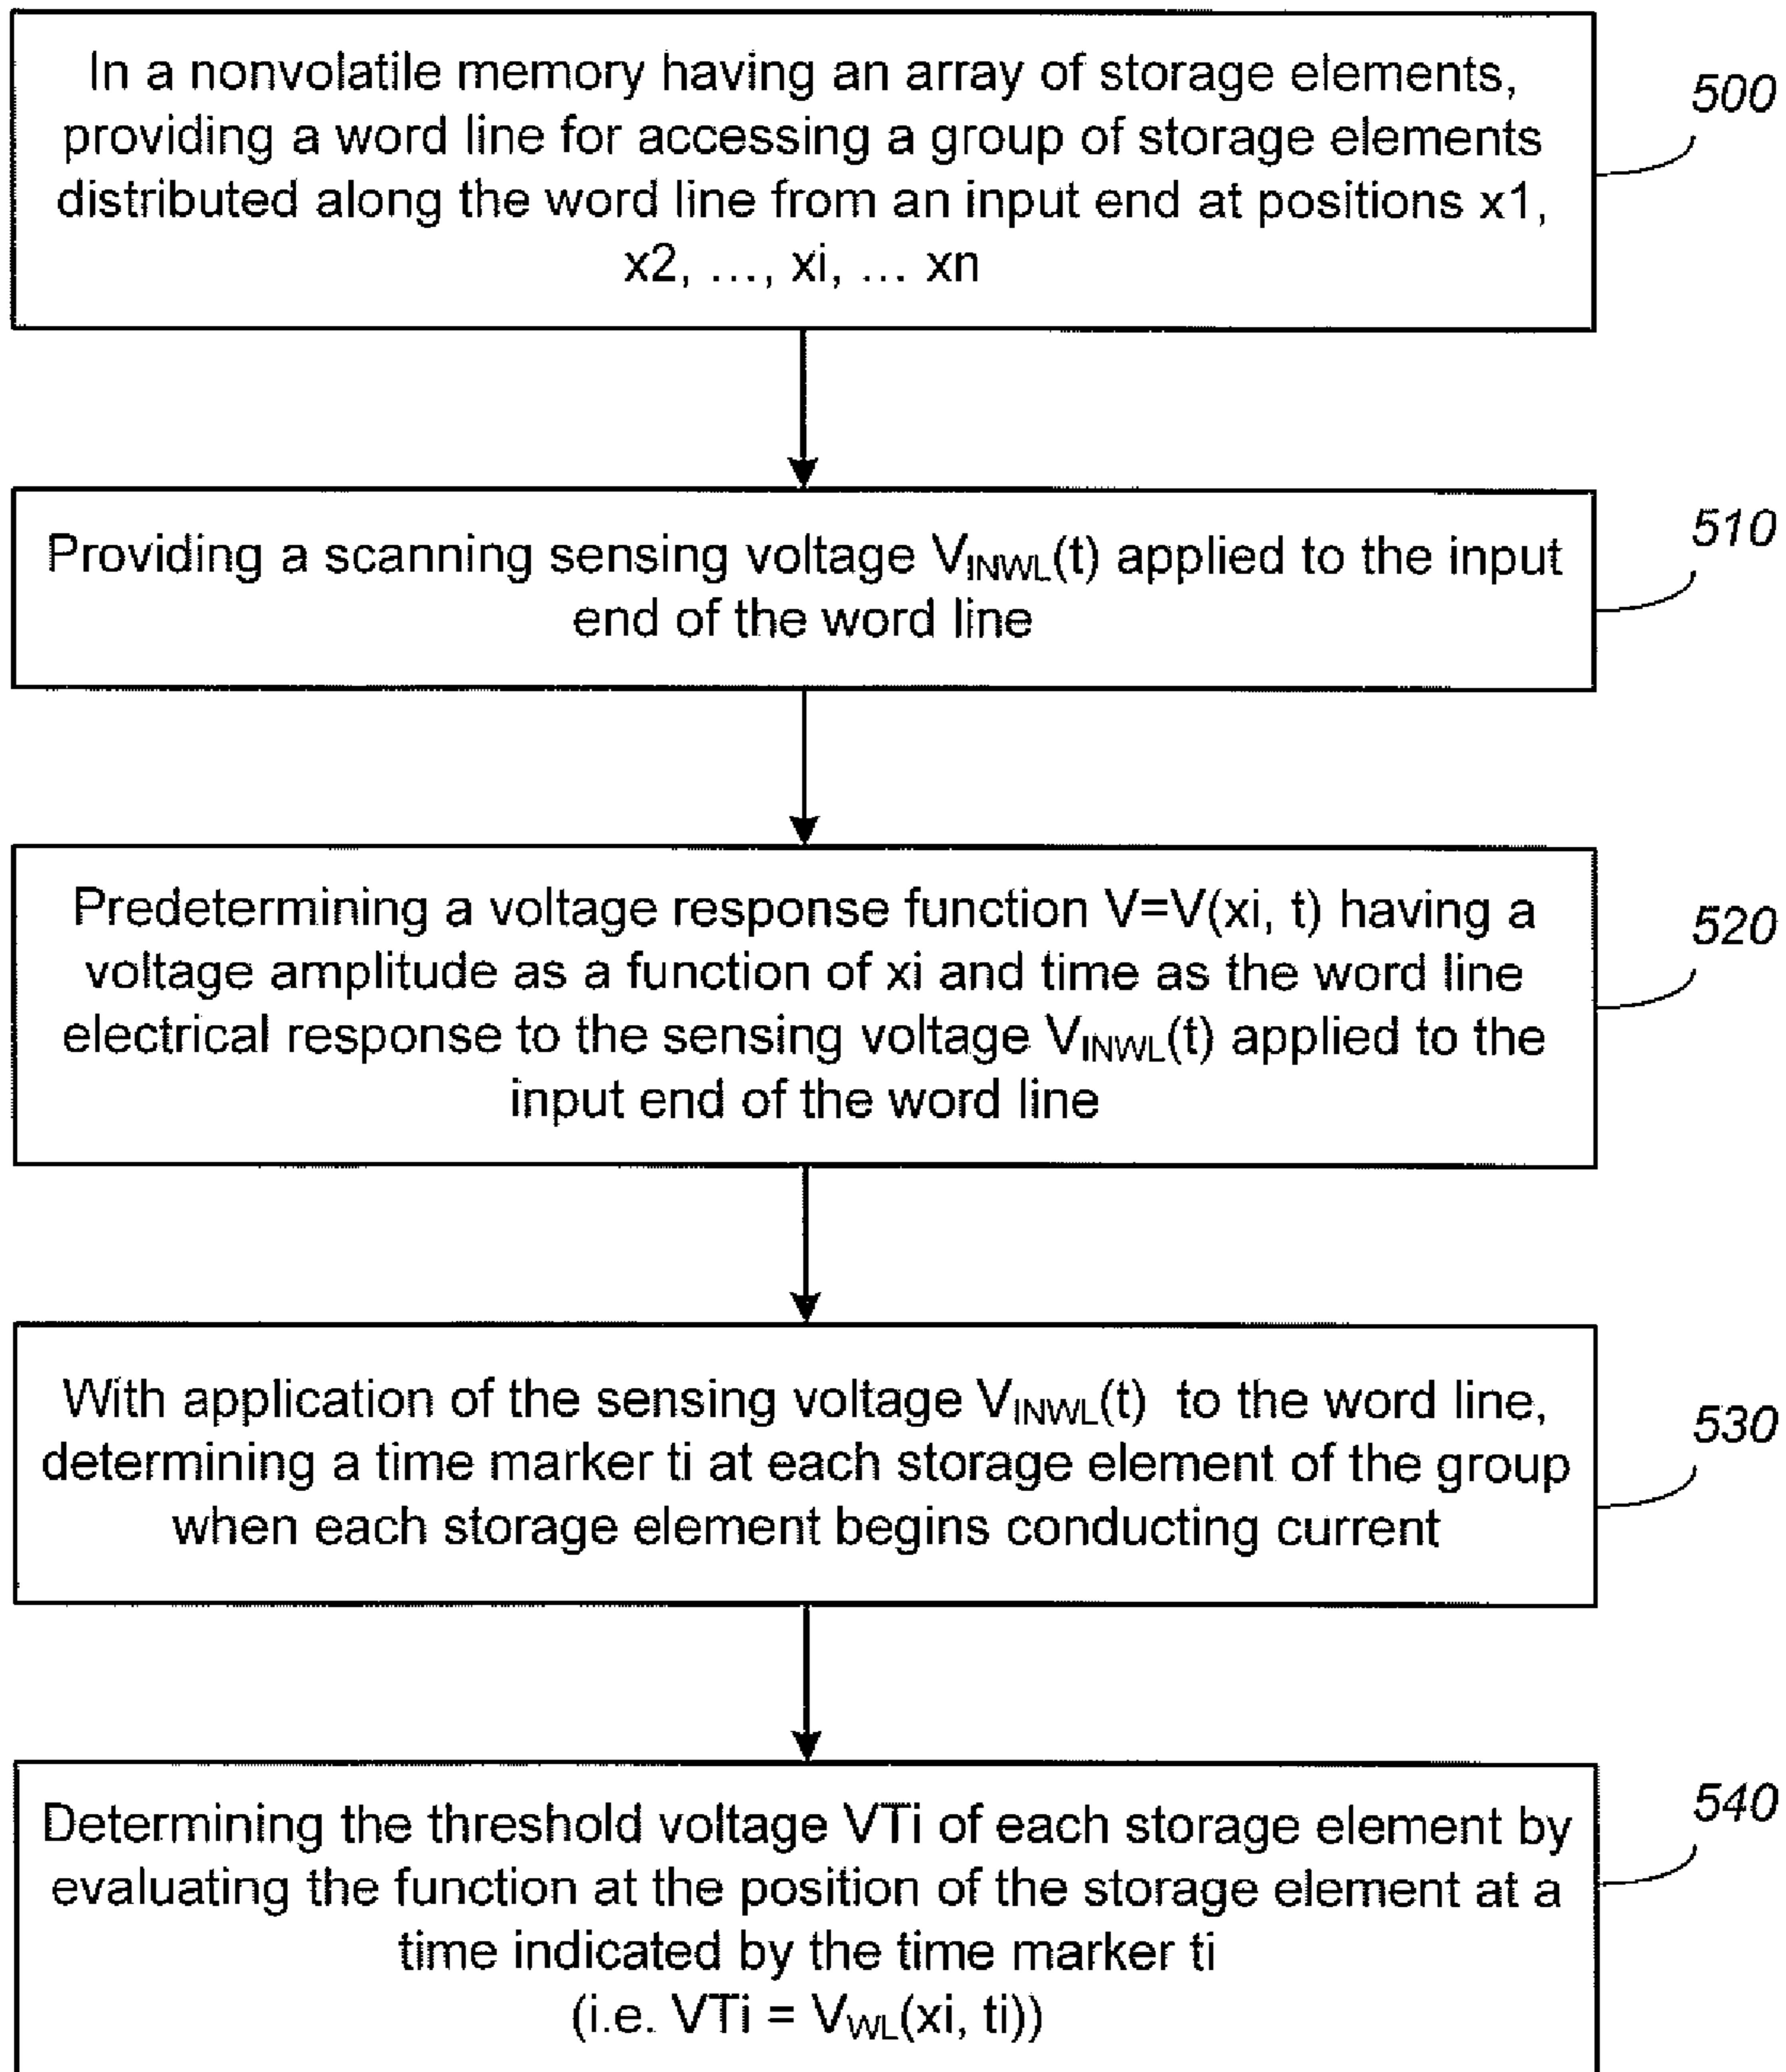 In a nonvolatile memory having an array of storage elements,
providing a word line for accessing a group of storage elements
distributed along the word line from an input end at positions x1,
x2, ..., xi, ... xn
500
Providing a scanning sensing voltage V_INWL(t) applied to the input
end of the word line
510
Predetermining a voltage response function V=V(xi, t) having a
voltage amplitude as a function of xi and time as the word line
electrical response to the sensing voltage V_INWL(t) applied to the
input end of the word line
520
With application of the sensing voltage V_INWL(t) to the word line,
determining a time marker ti at each storage element of the group
when each storage element begins conducting current
530
Determining the threshold voltage VTi of each storage element by
evaluating the function at the position of the storage element at a
time indicated by the time marker ti
(i.e. VTi = V_WL(xi, ti))
540